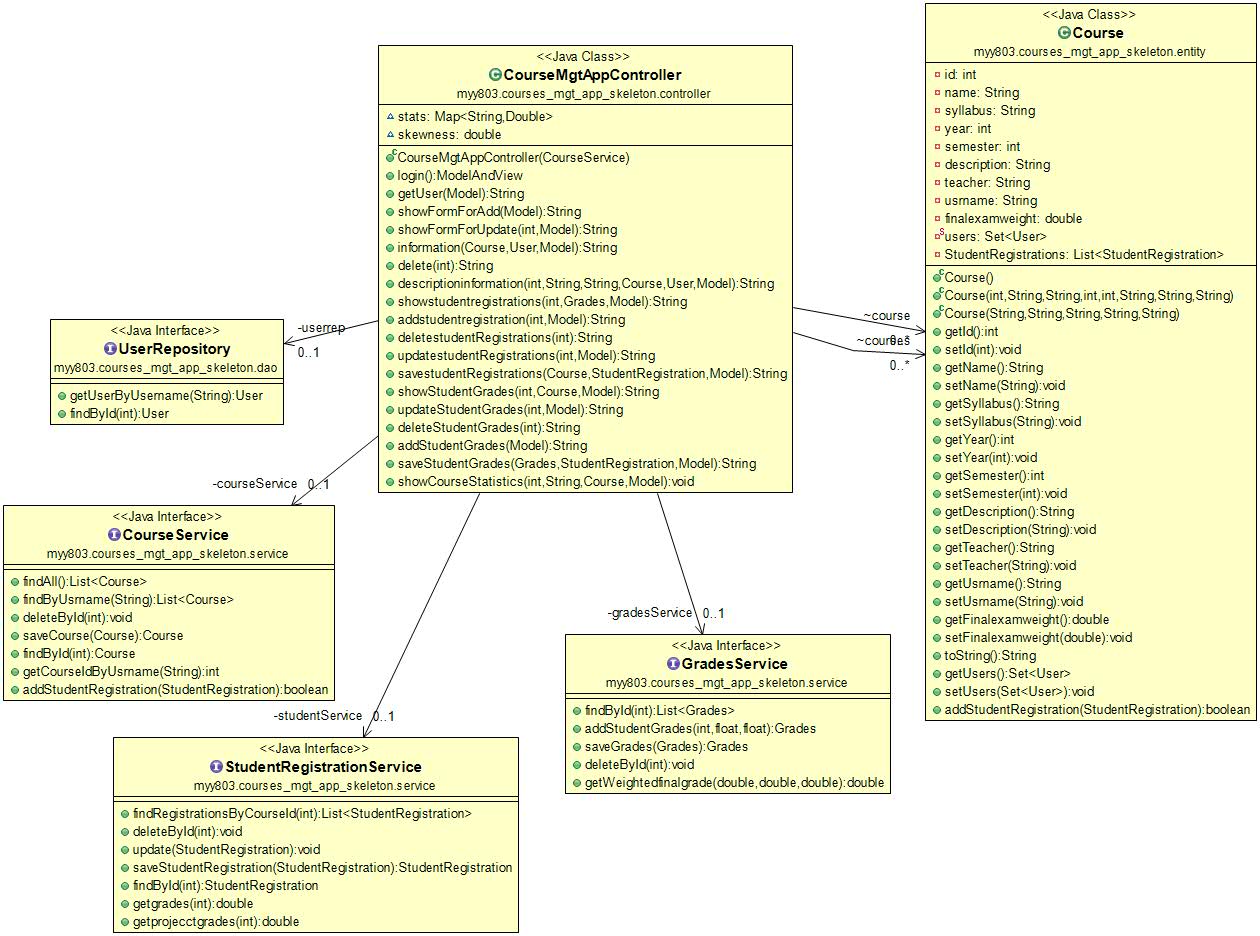 <<Java Class>>
CourseMgtAppController
myy803.courses_mgt_app_skeleton.controller
stats: Map<String,Double>
skewness: double
CourseMgtAppController(CourseService)
login():ModelAndView
getUser(Model):String
showFormForAdd(Model):String
showFormForUpdate(int,Model):String
information(Course,User,Model):String
delete(int):String
descriptioninformation(int,String,String,Course,User,Model):String
showstudentregistrations(int,Grades,Model):String
addstudentregistration(int,Model):String
deletestudentRegistrations(int):String
updatestudentRegistrations(int,Model):String
savestudentRegistrations(Course,StudentRegistration,Model):String
showStudentGrades(int,Course,Model):String
updateStudentGrades(int,Model):String
deleteStudentGrades(int):String
addStudentGrades(Model):String
saveStudentGrades(Grades,StudentRegistration,Model):String
showCourseStatistics(int,String,Course,Model):void
<<Java Class>>
Course
myy803.courses_mgt_app_skeleton.entity
id: int
name: String
syllabus: String
year: int
semester: int
description: String
teacher: String
usrname: String
finalexamweight: double
users: Set<User>
StudentRegistrations: List<StudentRegistration>
Course()
Course(int,String,String,int,int,String,String,String)
Course(String,String,String,String,String)
getId():int
setId(int):void
getName():String
setName(String):void
getSyllabus():String
setSyllabus(String):void
getYear():int
setYear(int):void
getSemester():int
setSemester(int):void
getDescription():String
setDescription(String):void
getTeacher():String
setTeacher(String):void
getUsrname():String
setUsrname(String):void
getFinalexamweight():double
setFinalexamweight(double):void
toString():String
getUsers():Set<User>
setUsers(Set<User>):void
addStudentRegistration(StudentRegistration):boolean
~course
~courses
0..*
-userrep
0..1
<<Java Interface>>
UserRepository
myy803.courses_mgt_app_skeleton.dao
getUserByUsername(String):User
findById(int):User
-courseService 0..1
<<Java Interface>>
CourseService
myy803.courses_mgt_app_skeleton.service
findAll():List<Course>
findByUsrname(String):List<Course>
deleteById(int):void
saveCourse(Course):Course
findById(int):Course
getCourseIdByUsrname(String):int
addStudentRegistration(StudentRegistration):boolean
-gradesService 0..1
<<Java Interface>>
GradesService
myy803.courses_mgt_app_skeleton.service
findById(int):List<Grades>
addStudentGrades(int,float,float):Grades
saveGrades(Grades):Grades
deleteById(int):void
getWeightedfinalgrade(double,double,double):double
-studentService 0..1
<<Java Interface>>
StudentRegistrationService
myy803.courses_mgt_app_skeleton.service
findRegistrationsByCourseId(int):List<StudentRegistration>
deleteById(int):void
update(StudentRegistration):void
saveStudentRegistration(StudentRegistration):StudentRegistration
findById(int):StudentRegistration
getgrades(int):double
getprojecctgrades(int):double